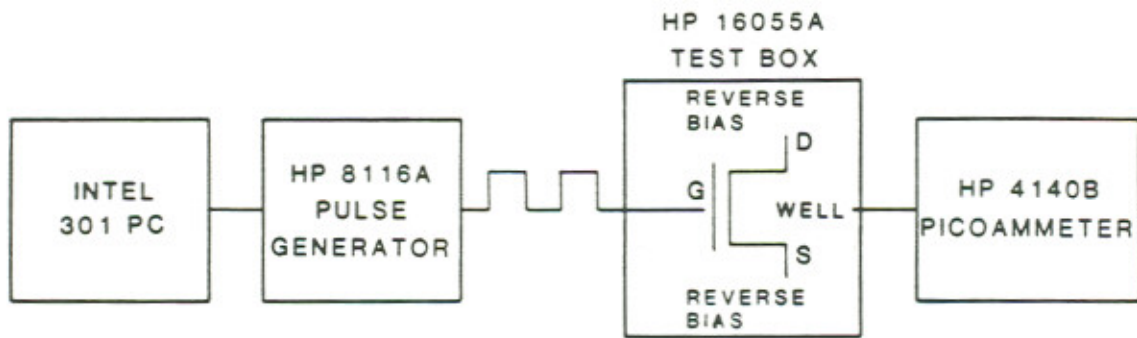 HP 16055A
TEST BOX
INTEL
301 PC
HP 8116A
PULSE
GENERATOR
REVERSE
BIAS
D
G
WELL
S
REVERSE
BIAS
HP 4140B
PICOAMMETER